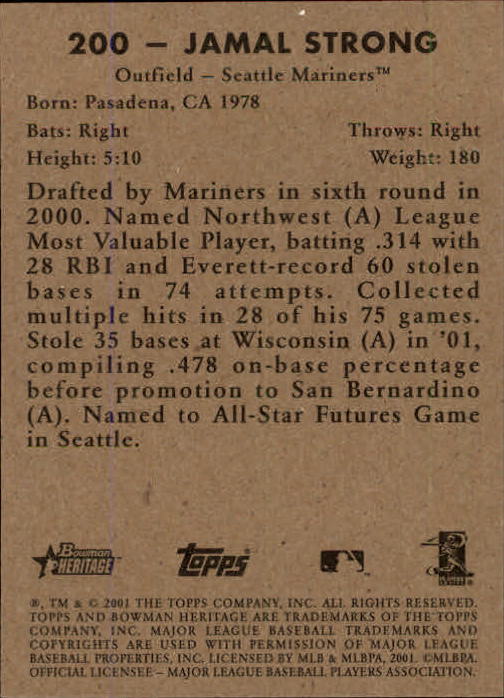 200 – JAMAL STRONG
Outfield – Seattle Mariners™
Born: Pasadena, CA 1978
Bats: Right Throws: Right
Height: 5:10 Weight: 180
Drafted by Mariners in sixth round in
2000. Named Northwest (A) League
Most Valuable Player, batting .314 with
28 RBI and Everett-record 60 stolen
bases in 74 attempts. Collected
multiple hits in 28 of his 75 games.
Stole 35 bases at Wisconsin (A) in '01,
compiling .478 on-base percentage
before promotion to San Bernardino
(A). Named to All-Star Futures Game
in Seattle.
Bowman HERITAGE Topps
®, TM & © 2001 THE TOPPS COMPANY, INC. ALL RIGHTS RESERVED.
TOPPS AND BOWMAN HERITAGE ARE TRADEMARKS OF THE TOPPS
COMPANY, INC. MAJOR LEAGUE BASEBALL TRADEMARKS AND
COPYRIGHTS ARE USED WITH PERMISSION OF MAJOR LEAGUE
BASEBALL PROPERTIES, INC. LICENSED BY MLB & MLBPA, 2001. ©MLBPA.
OFFICIAL LICENSEE – MAJOR LEAGUE BASEBALL PLAYERS ASSOCIATION.